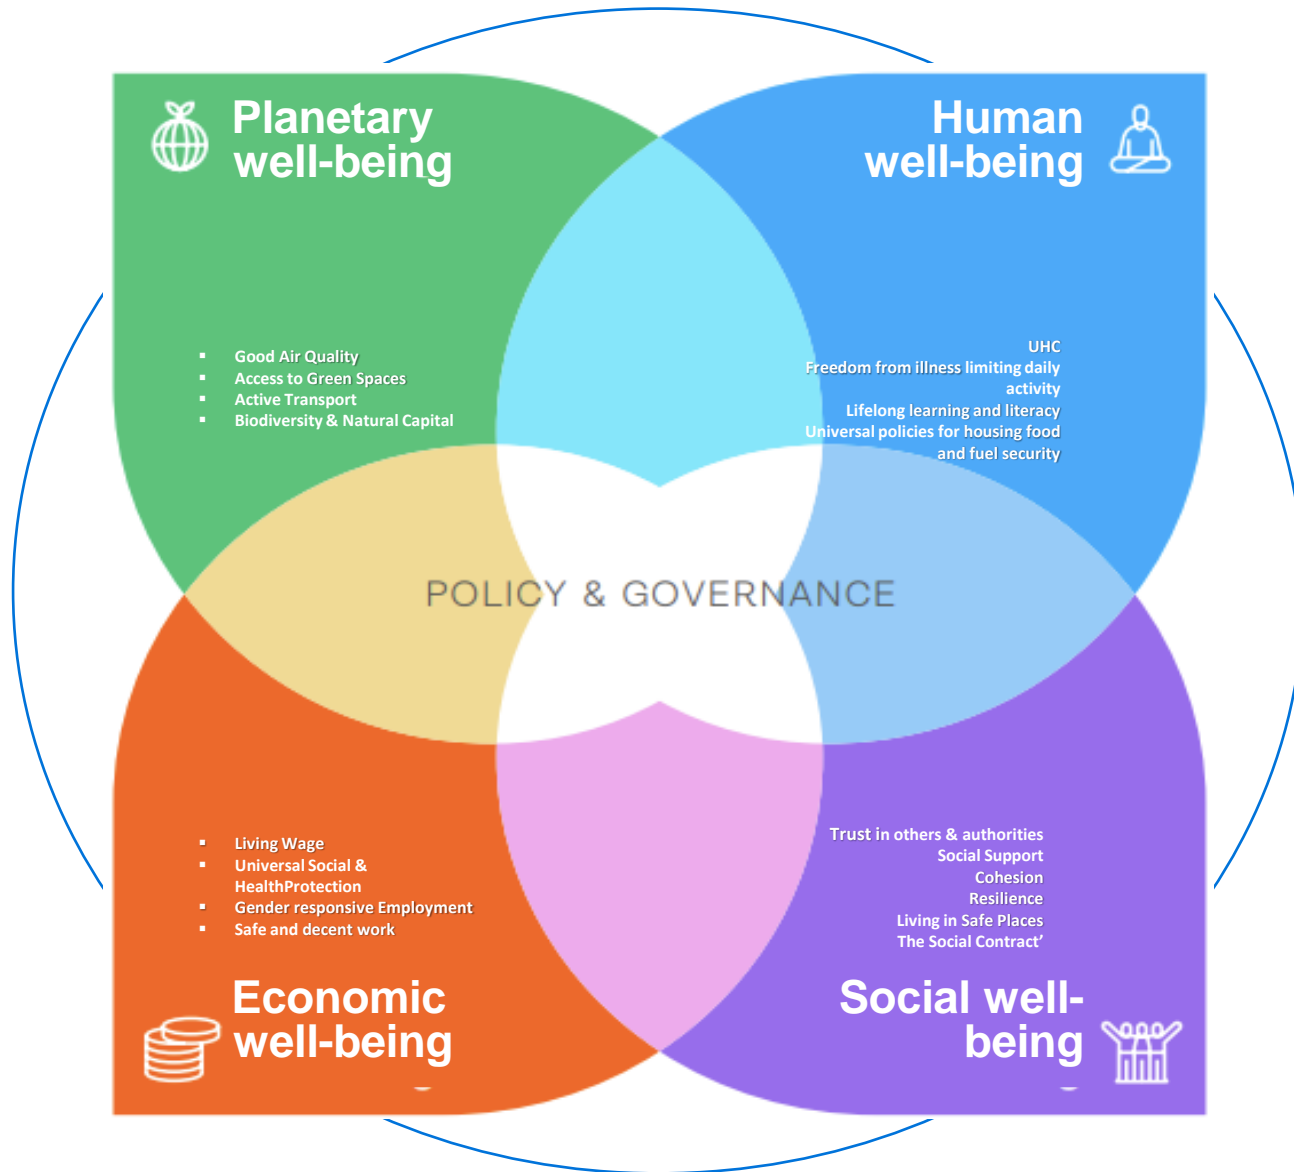 Planetary
well-being
Human
well-being
▪ Good Air Quality
▪ Access to Green Spaces
▪ Active Transport
▪ Biodiversity & Natural Capital
UHC
Freedom from illness limiting daily
activity
Lifelong learning and literacy
Universal policies for housing food
and fuel security
POLICY & GOVERNANCE
▪ Living Wage
▪ Universal Social &
HealthProtection
▪ Gender responsive Employment
▪ Safe and decent work
Trust in others & authorities
Social Support
Cohesion
Resilience
Living in Safe Places
The Social Contract’
Economic
well-being
Social well-
being